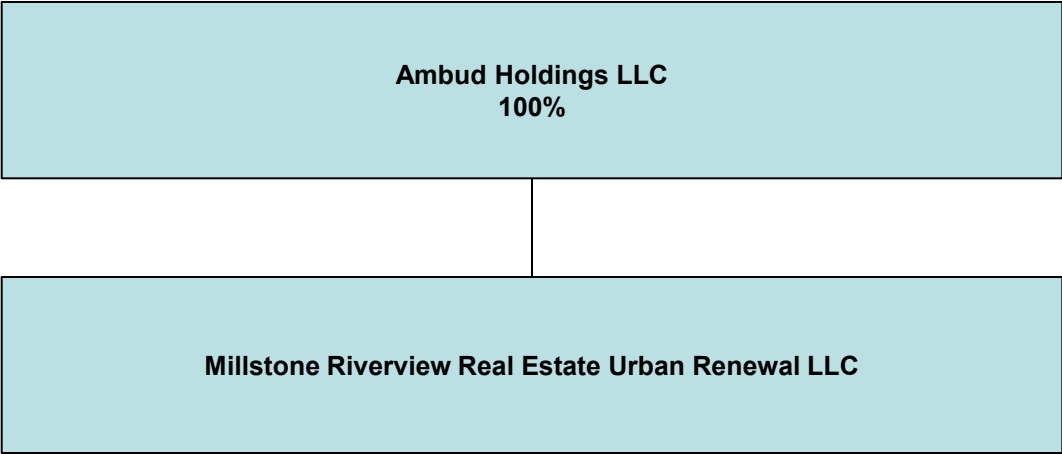 Ambud Holdings LLC
100%
Millstone Riverview Real Estate Urban Renewal LLC